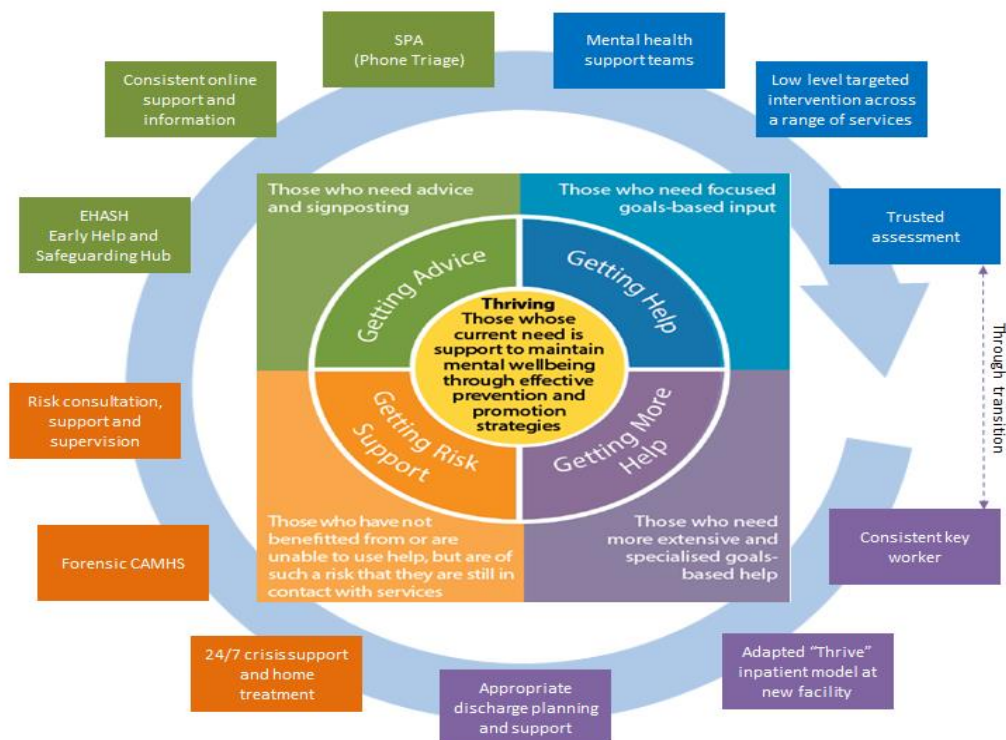 SPA
(Phone Triage)
Mental health
support teams
Consistent online
support and
information
Low level targeted
intervention across
a range of services
EHASH
Early Help and
Safeguarding Hub
Trusted
assessment
Those who need advice
and signposting
Those who need focused
goals-based input
Getting Advice
Getting Help
Thriving
Those whose
current need is
support to maintain
mental wellbeing
through effective
prevention and
promotion
strategies
Getting Risk
Support
Getting More
Help
Those who have not
benefitted from or are
unable to use help, but are of
such a risk that they are still in
contact with services
Those who need
more extensive and
specialised goals-
based help
Through transition
Risk consultation,
support and
supervision
Forensic CAMHS
Consistent key
worker
24/7 crisis support
and home
treatment
Appropriate
discharge planning
and support
Adapted “Thrive”
inpatient model at
new facility